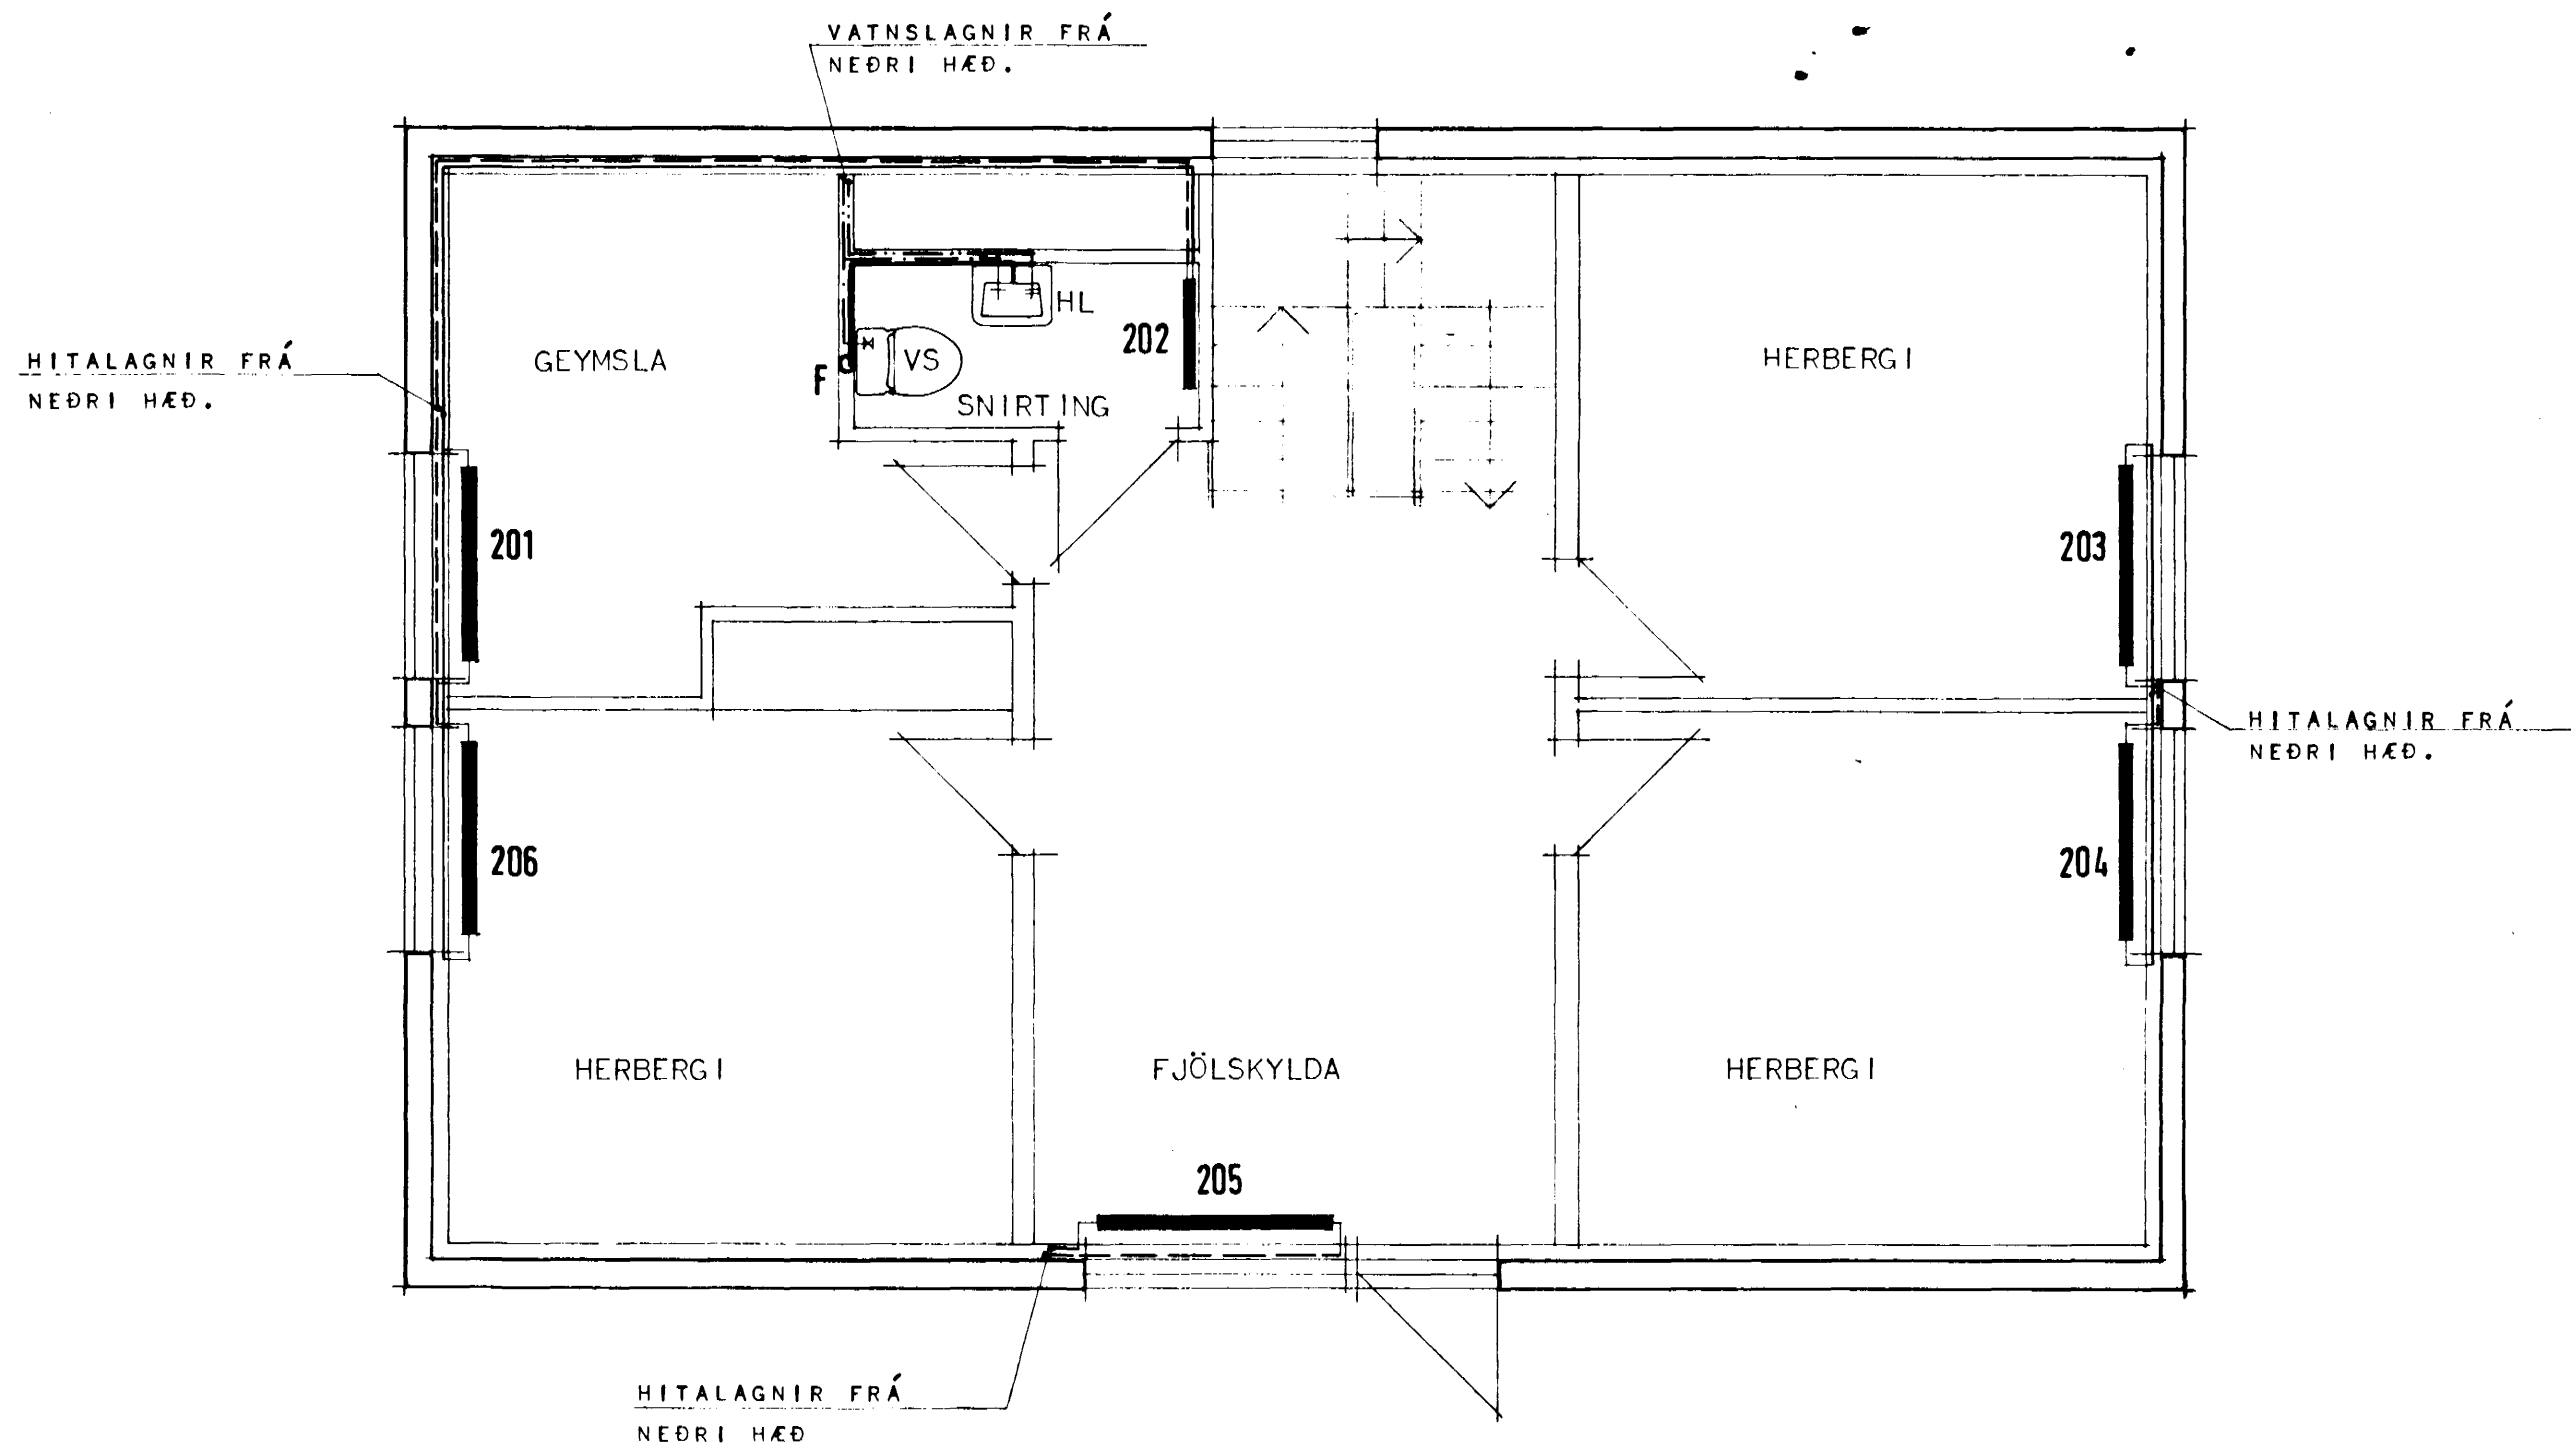 VATNSLAGNIR FRÁ
NEÐRI HÆÐ.
HITALAGNIR FRÁ
NEÐRI HÆÐ.
GEYMSLA
F
VS
HL
202
SNIRTING
HERBERGI
201
203
HITALAGNIR FRÁ
NEÐRI HÆÐ.
206
204
HERBERGI
FJÖLSKYLDA
HERBERGI
205
HITALAGNIR FRÁ
NEÐRI HÆÐ